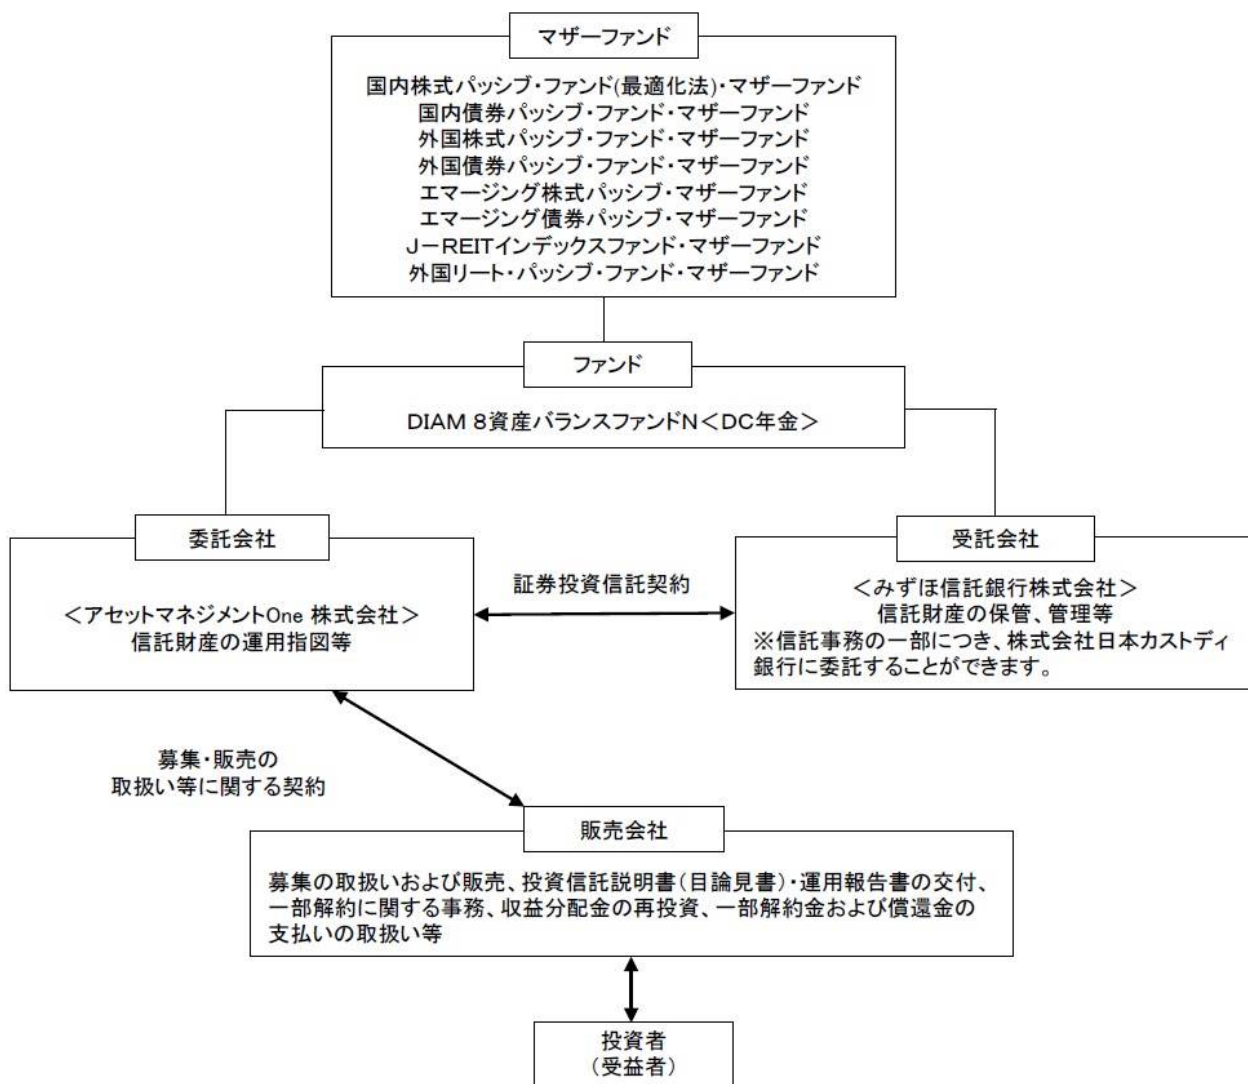 マザーファンド
国内株式パッシブ・ファンド(最適化法)・マザーファンド
国内債券パッシブ・ファンド・マザーファンド
外国株式パッシブ・ファンド・マザーファンド
外国債券パッシブ・ファンド・マザーファンド
エマージング株式パッシブ・マザーファンド
エマージング債券パッシブ・マザーファンド
J－REITインデックスファンド・マザーファンド
外国リート・パッシブ・ファンド・マザーファンド
ファンド
DIAM 8資産バランスファンドN＜DC年金＞
委託会社
＜アセットマネジメントOne 株式会社＞
信託財産の運用指図等
証券投資信託契約
受託会社
＜みずほ信託銀行株式会社＞
信託財産の保管、管理等
※信託事務の一部につき、株式会社日本カストディ
銀行に委託することができます。
募集・販売の
取扱い等に関する契約
販売会社
募集の取扱いおよび販売、投資信託説明書(目論見書)・運用報告書の交付、
一部解約に関する事務、収益分配金の再投資、一部解約金および償還金の
支払いの取扱い等
投資者
(受益者)